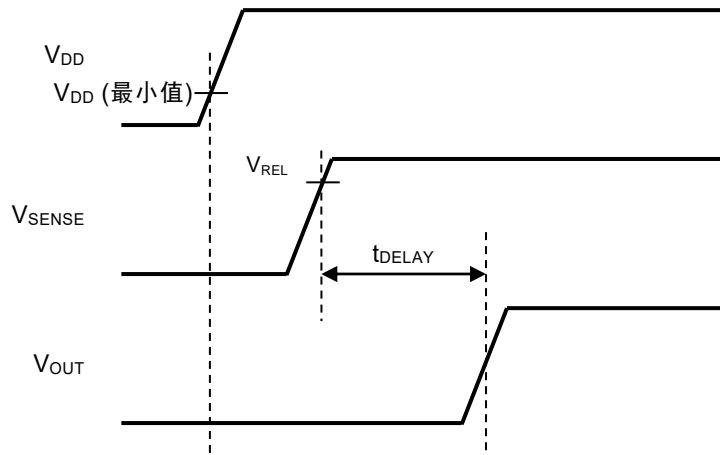 VDD
VDD (最小值)
VREL
VSENSE
tDELAY
VOUT